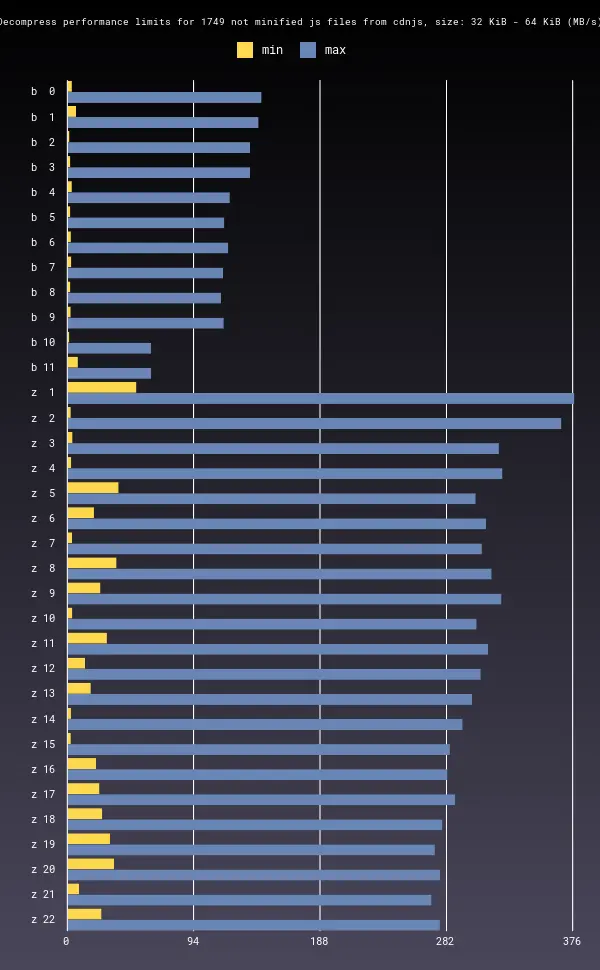 Decompress performance limits for 1749 not minified js files from cdnjs, size: 32 KiB - 64 KiB (MB/s)
min max
b 0
b 1
b 2
b 3
b 4
b 5
b 6
b 7
b 8
b 9
b 10
b 11
z 1
z 2
z 3
z 4
z 5
z 6
z 7
z 8
z 9
z 10
z 11
z 12
z 13
z 14
z 15
z 16
z 17
z 18
z 19
z 20
z 21
z 22
0 94 188 282 376